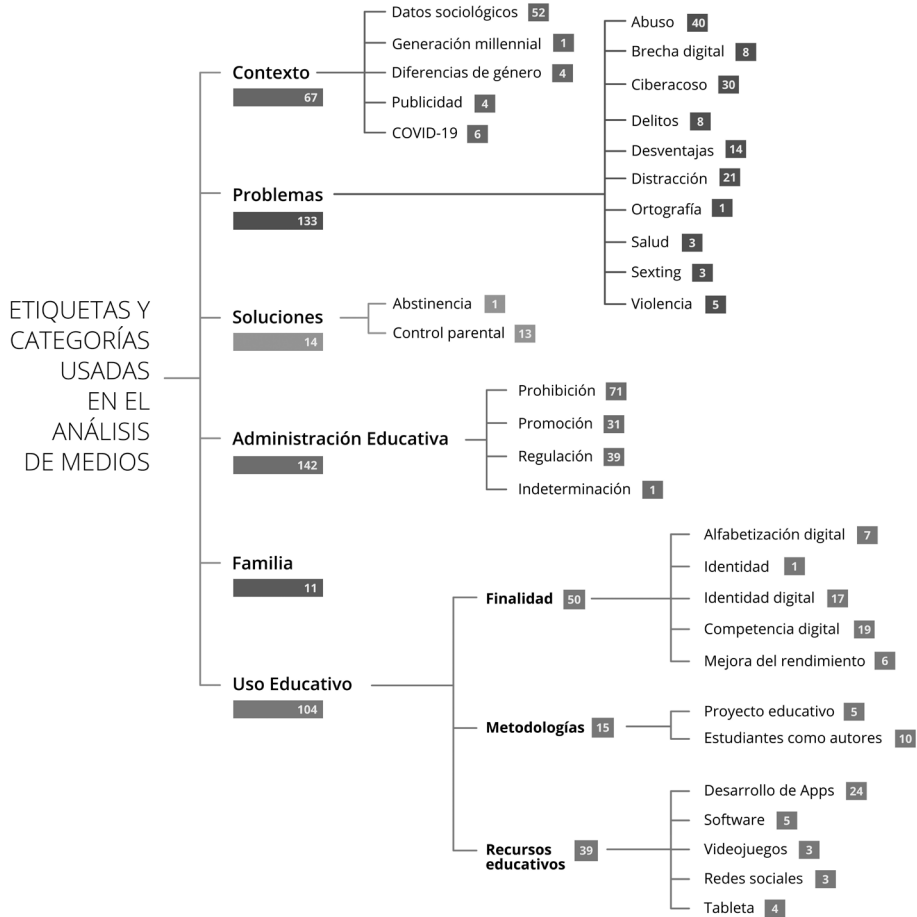 ETIQUETAS Y
CATEGORÍAS
USADAS
EN EL
ANÁLISIS
DE MEDIOS
Contexto
67
Datos sociológicos 52
Generación millennial 1
Diferencias de género 4
Publicidad 4
COVID-19 6
Problemas
133
Abuso 40
Brecha digital 8
Ciberacoso 30
Delitos 8
Desventajas 14
Distracción 21
Ortografía 1
Salud 3
Sexting 3
Violencia 5
Soluciones
14
Abstinencia 1
Control parental 13
Administración Educativa
142
Prohibición 71
Promoción 31
Regulación 39
Indeterminación 1
Familia
11
Uso Educativo
104
Finalidad 50
Alfabetización digital 7
Identidad 1
Identidad digital 17
Competencia digital 19
Mejora del rendimiento 6
Metodologías 15
Proyecto educativo 5
Estudiantes como autores 10
Recursos
educativos 39
Desarrollo de Apps 24
Software 5
Videojuegos 3
Redes sociales 3
Tableta 4